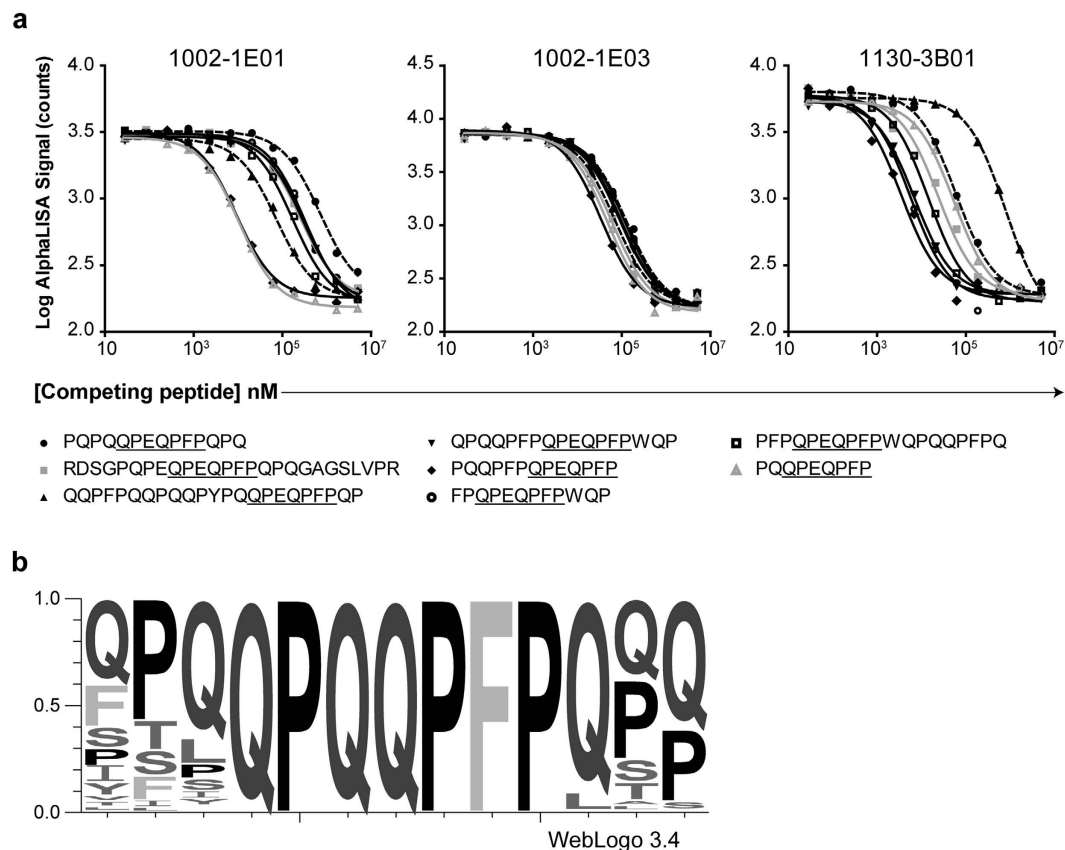 a
1002-1E01
1002-1E03
1130-3B01
Log AlphaLISA Signal (counts)
4.0
3.5
3.0
2.5
2.0
10 10³ 10⁵ 10⁷
4.5
4.0
3.5
3.0
2.5
2.0
10 10³ 10⁵ 10⁷
4.0
3.5
3.0
2.5
2.0
10 10³ 10⁵ 10⁷
[Competing peptide] nM
PQPQQPEQPFPQPQ
RDSGPQPEQPEQPFPQPQGAGSLVPR
QQPFPQQPQQPYPQQPEQPFPQP
QPQQPFPQPEQPFPWQP
PQQPFPQPEQPFP
FPQPEQPFPWQP
PFPQPEQPFPWQPQQPFPQ
PQQPEQPFP
b
1.0
0.5
0.0
Q P Q Q P Q Q P F P Q Q Q
F T L L P P
S S P S S
P F S T
T
Y
WebLogo 3.4